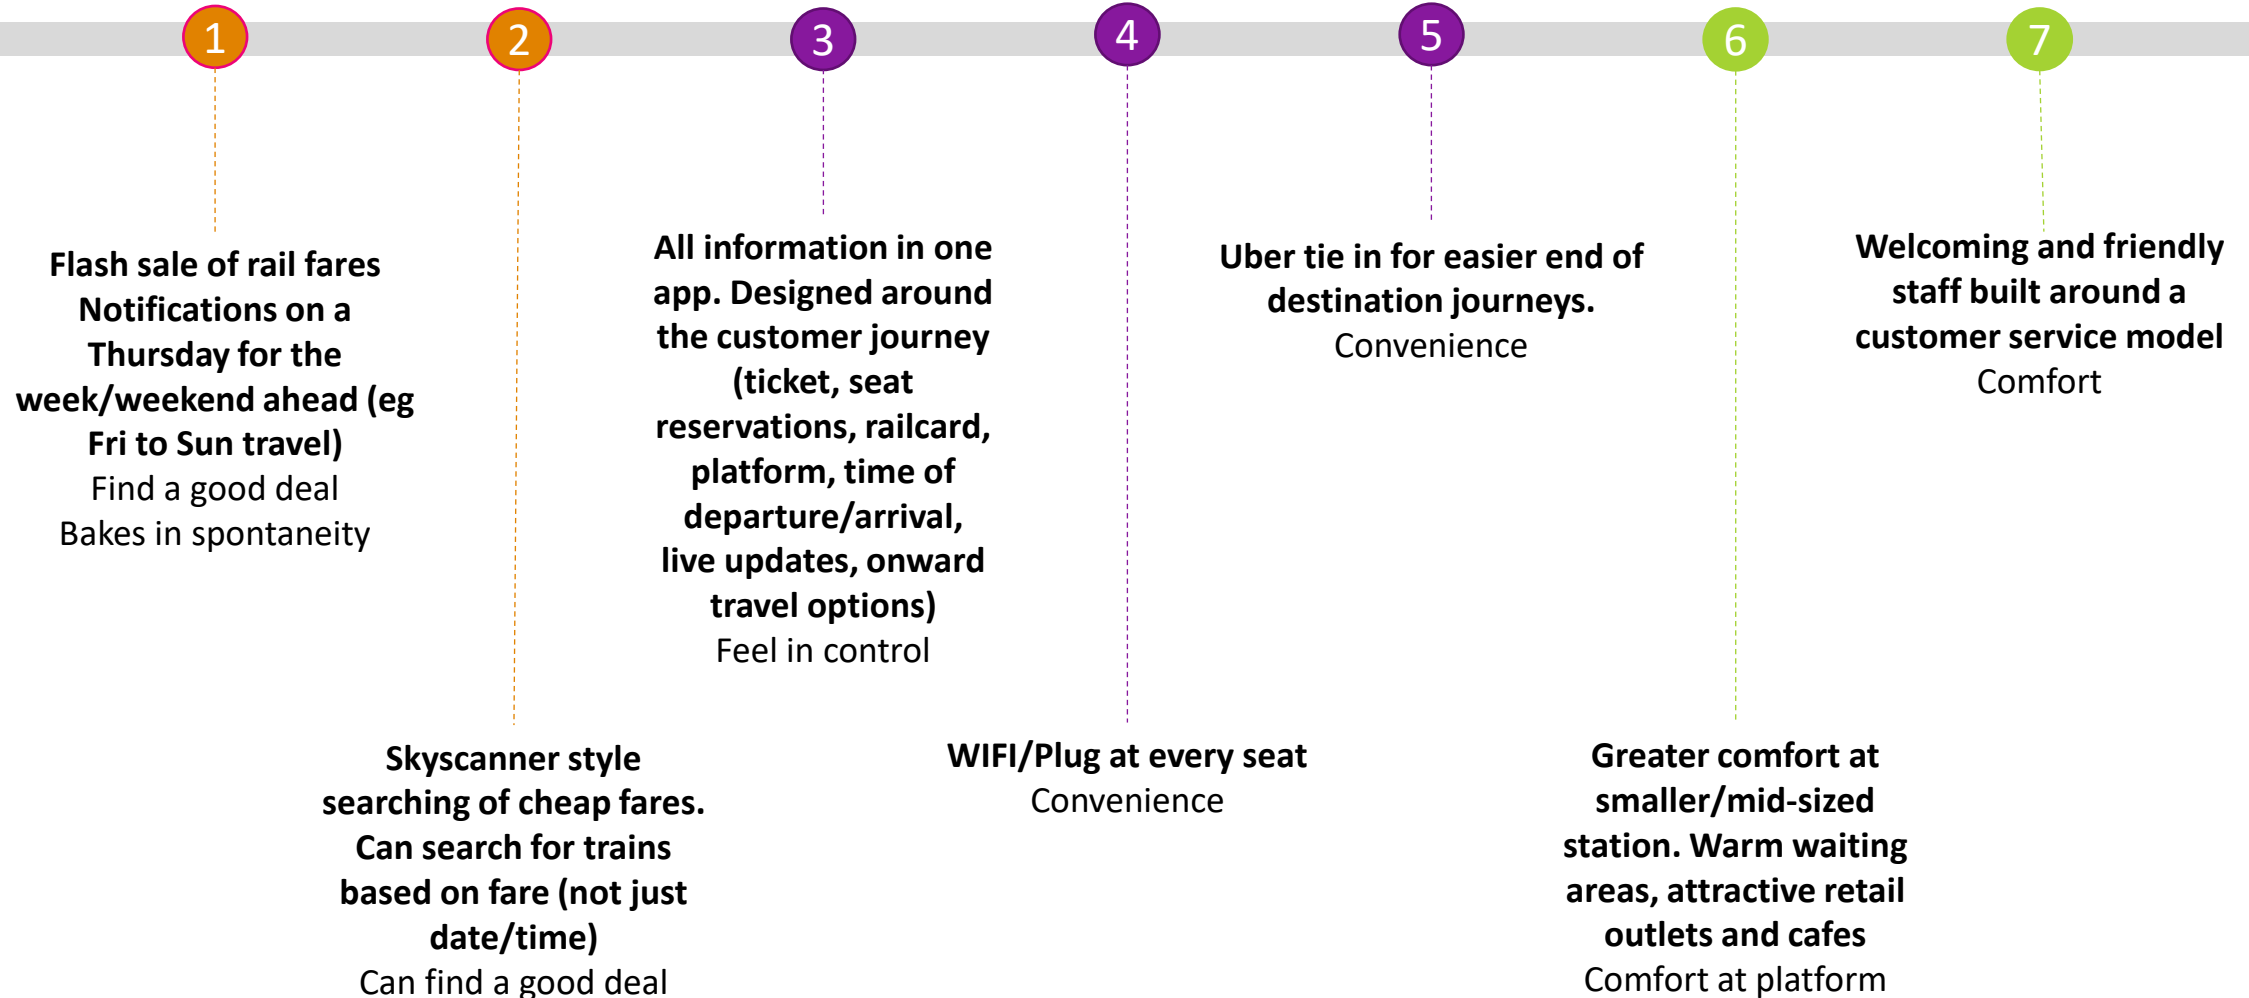 1
2
3
4
5
6
7
Flash sale of rail fares
Notifications on a
Thursday for the
week/weekend ahead (eg
Fri to Sun travel)
Find a good deal
Bakes in spontaneity
Skyscanner style
searching of cheap fares.
Can search for trains
based on fare (not just
date/time)
Can find a good deal
All information in one
app. Designed around
the customer journey
(ticket, seat
reservations, railcard,
platform, time of
departure/arrival,
live updates, onward
travel options)
Feel in control
WIFI/Plug at every seat
Convenience
Uber tie in for easier end of
destination journeys.
Convenience
Greater comfort at
smaller/mid-sized
station. Warm waiting
areas, attractive retail
outlets and cafes
Comfort at platform
Welcoming and friendly
staff built around a
customer service model
Comfort